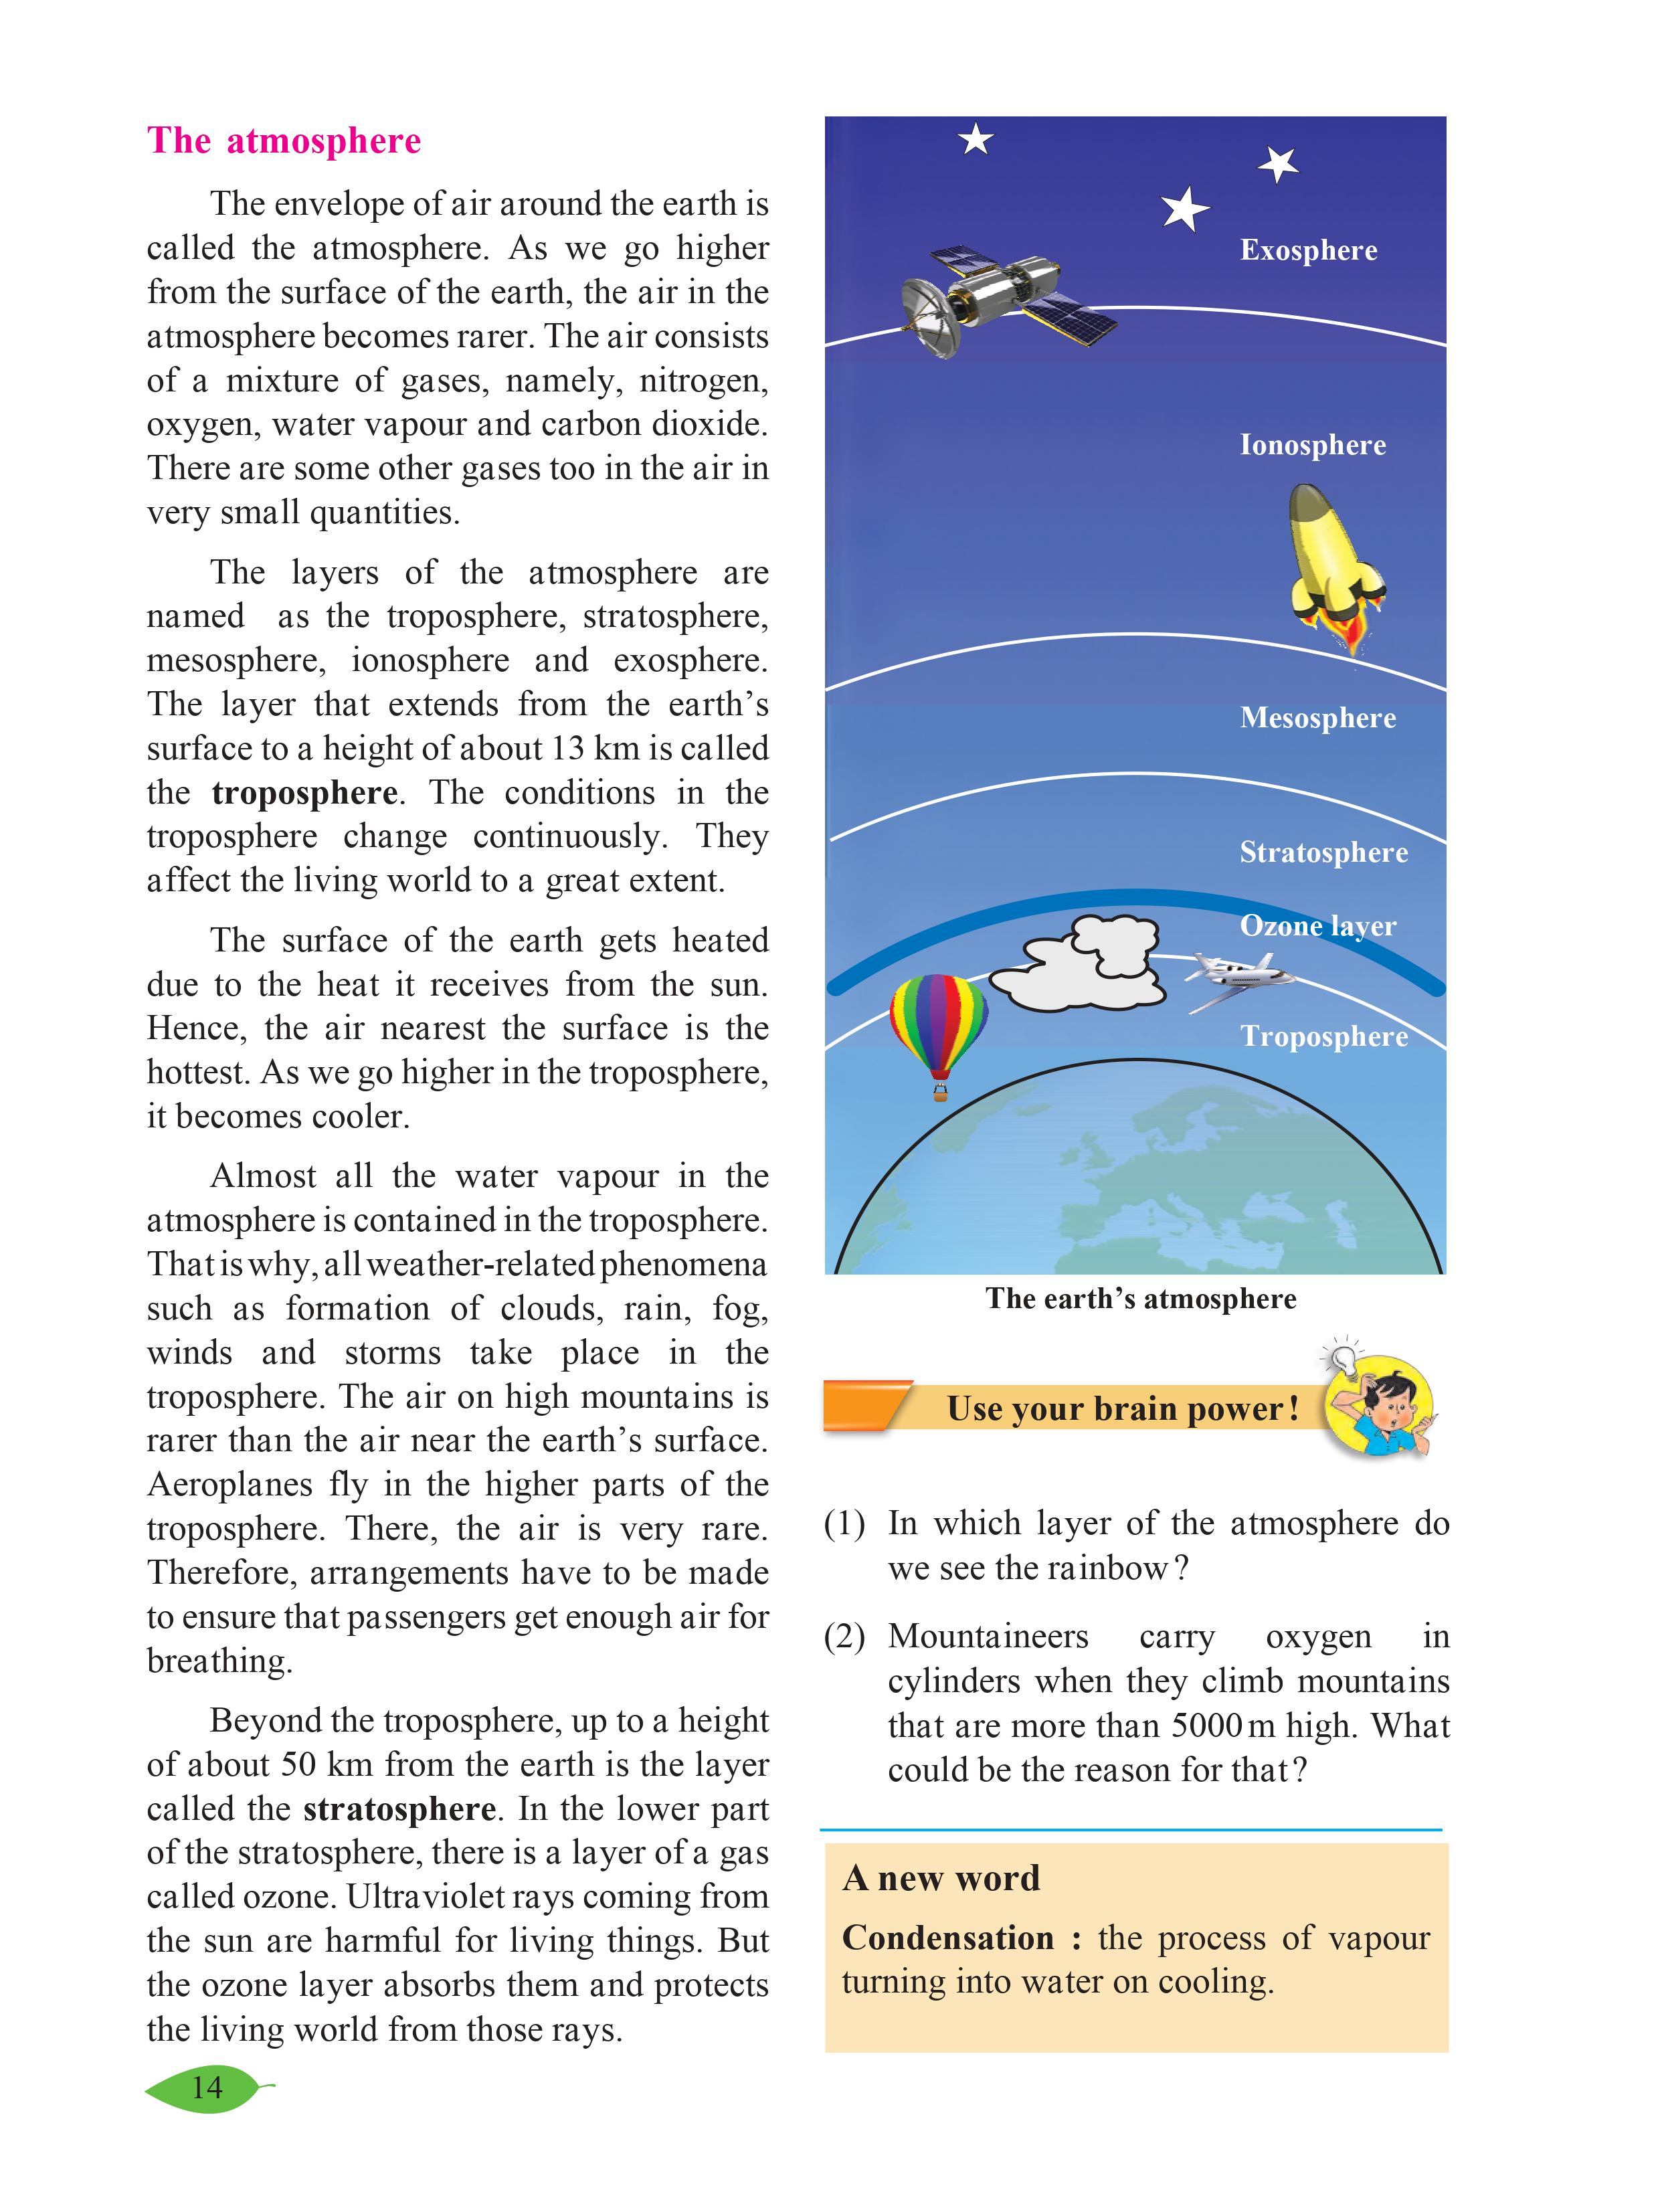 The atmosphere
The envelope of air around the earth is
called the atmosphere. As we go higher
from the surface of the earth, the air in the
atmosphere becomes rarer. The air consists
of a mixture of gases, namely, nitrogen,
oxygen, water vapour and carbon dioxide.
There are some other gases too in the air in
very small quantities.
The layers of the atmosphere are
named as the troposphere, stratosphere,
mesosphere, ionosphere and exosphere.
The layer that extends from the earth's
surface to a height of about 13 km is called
the troposphere. The conditions in the
troposphere change continuously. They
affect the living world to a great extent.
The surface of the earth gets heated
due to the heat it receives from the sun.
Hence, the air nearest the surface is the
hottest. As we go higher in the troposphere,
it becomes cooler.
Almost all the water vapour in the
atmosphere is contained in the troposphere.
That is why, all weather-related phenomena
such as formation of clouds, rain, fog,
winds and storms take place in the
troposphere. The air on high mountains is
rarer than the air near the earth's surface.
Aeroplanes fly in the higher parts of the
troposphere. There, the air is very rare.
Therefore, arrangements have to be made
to ensure that passengers get enough air for
breathing.
Beyond the troposphere, up to a height
of about 50 km from the earth is the layer
called the stratosphere. In the lower part
of the stratosphere, there is a layer of a gas
called ozone. Ultraviolet rays coming from
the sun are harmful for living things. But
the ozone layer absorbs them and protects
the living world from those rays.
Exosphere
Ionosphere
Mesosphere
Stratosphere
Ozone layer
Troposphere
The earth's atmosphere
Use your brain power!
(1) In which layer of the atmosphere do
we see the rainbow?
(2) Mountaineers carry oxygen in
cylinders when they climb mountains
that are more than 5000 m high. What
could be the reason for that?
A new word
Condensation : the process of vapour
turning into water on cooling.
14